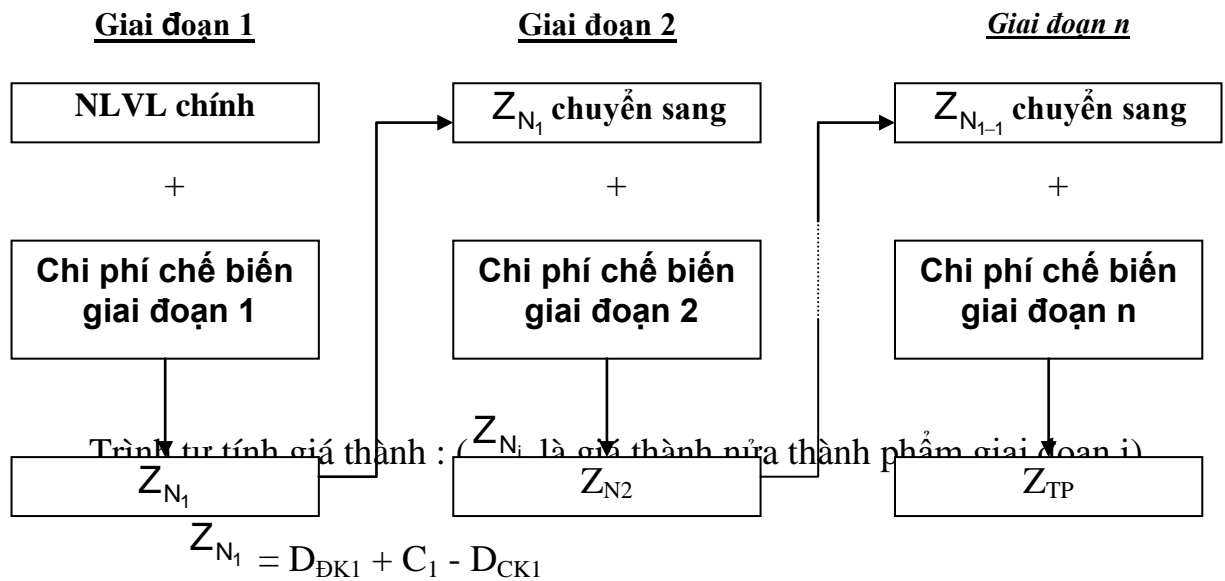 Giai đoạn 1 Giai đoạn 2 Giai đoạn n
NLVL chính Z_N₁ chuyển sang Z_N₁₋₁ chuyển sang
+ + +
Chi phí chế biến Chi phí chế biến Chi phí chế biến
giai đoạn 1 giai đoạn 2 giai đoạn n
Trình tự tính giá thành : ( Z_Nᵢ là giá thành nửa thành phẩm giai đoạn i)
Z_N₁ Z_N2 Z_TP
Z_N₁ = D_ĐK1 + C₁ - D_CK1